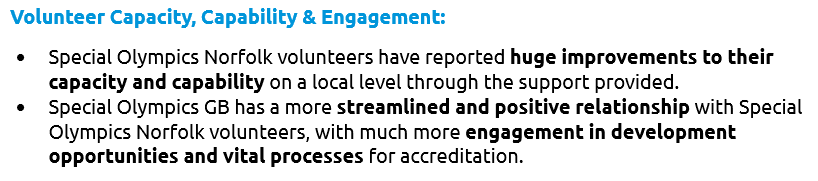 Volunteer Capacity, Capability & Engagement:
• Special Olympics Norfolk volunteers have reported huge improvements to their
capacity and capability on a local level through the support provided.
• Special Olympics GB has a more streamlined and positive relationship with Special
Olympics Norfolk volunteers, with much more engagement in development
opportunities and vital processes for accreditation.